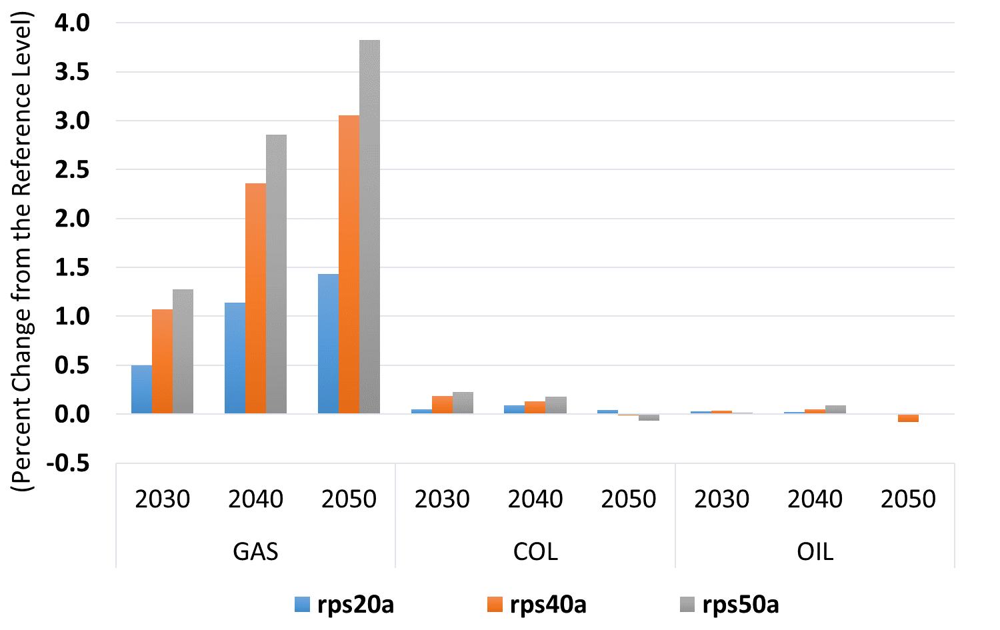 (Percent Change from the Reference Level)
4.0
3.5
3.0
2.5
2.0
1.5
1.0
0.5
0.0
-0.5
2030 2040 2050 2030 2040 2050 2030 2040 2050
GAS COL OIL
rps20a rps40a rps50a